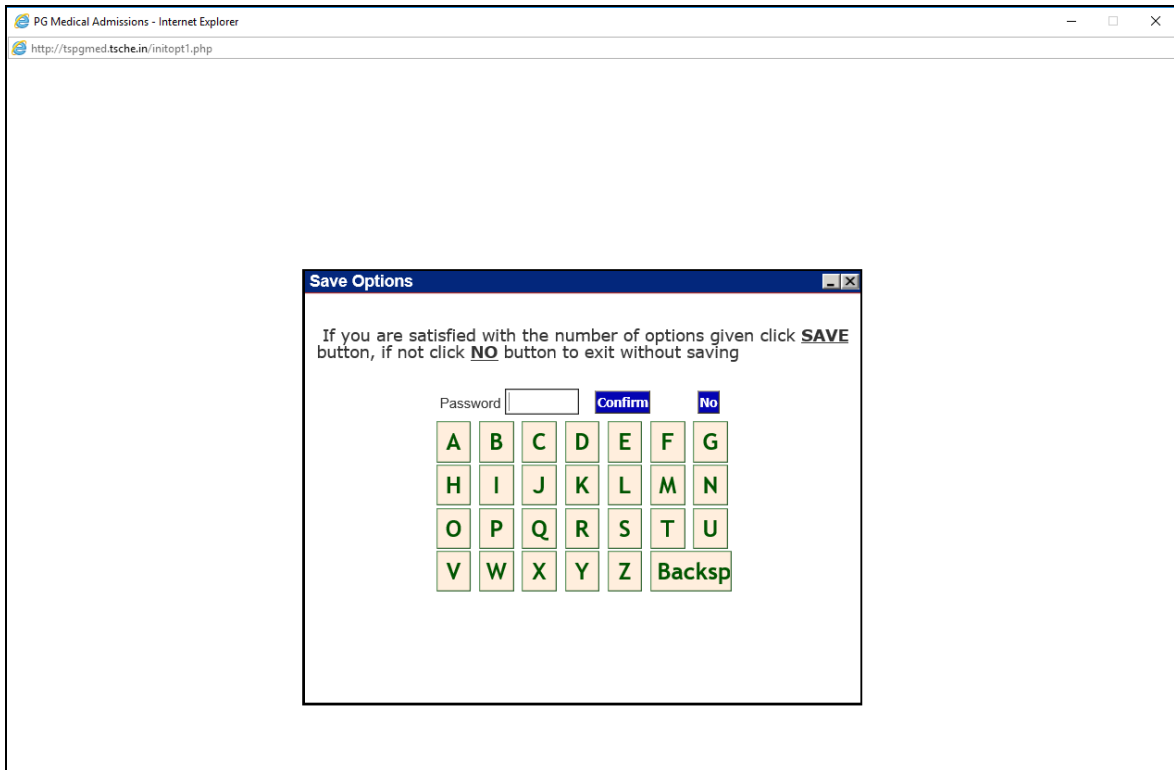 PG Medical Admissions - Internet Explorer
http://tspgmed.tsche.in/initopt1.php
Save Options
If you are satisfied with the number of options given click SAVE
button, if not click NO button to exit without saving
Password Confirm No
A B C D E F G
H I J K L M N
O P Q R S T U
V W X Y Z Backsp